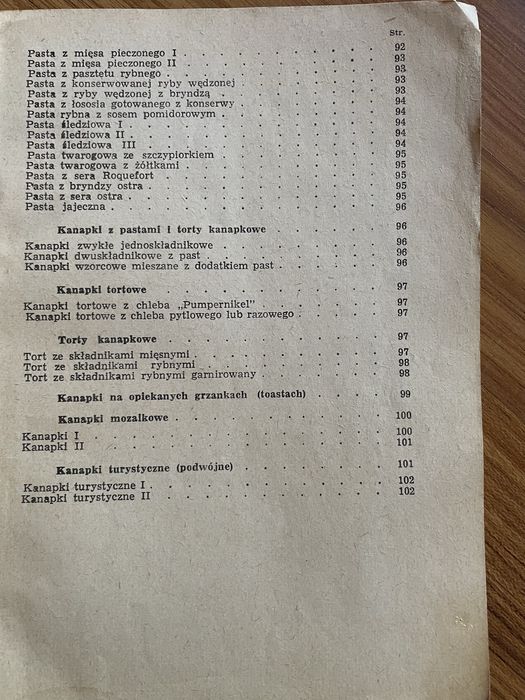 Str.
Pasta z mięsa pieczonego I . . . . . . . . . . 92
Pasta z mięsa pieczonego II . . . . . . . . . . 93
Pasta z pasztetu rybnego . . . . . . . . . . 93
Pasta z konserwowanej ryby wędzonej . . . . . . . 93
Pasta z ryby wędzonej z bryndzą . . . . . . . . 93
Pasta z łososia gotowanego z konserwy . . . . . . . 94
Pasta rybna z sosem pomidorowym . . . . . . . . 94
Pasta śledziowa I . . . . . . . . . . . . 94
Pasta śledziowa II . . . . . . . . . . . . 94
Pasta śledziowa III . . . . . . . . . . . 94
Pasta twarogowa ze szczypiorkiem . . . . . . . . 95
Pasta twarogowa z żółtkami . . . . . . . . . . 95
Pasta z sera Roquefort . . . . . . . . . . 95
Pasta z bryndzy ostra . . . . . . . . . . . 95
Pasta z sera ostra . . . . . . . . . . . . 95
Pasta jajeczna . . . . . . . . . . . . . 96
Kanapki z pastami i torty kanapkowe . . . . . . 96
Kanapki zwykłe jednoskładnikowe . . . . . . . . 96
Kanapki dwuskładnikowe z past . . . . . . . . . 96
Kanapki wzorcowe mieszane z dodatkiem past . . . . . 96
Kanapki tortowe . . . . . . . . . . . 97
Kanapki tortowe z chleba „Pumpernikel” . . . . . . 97
Kanapki tortowe z chleba pytlowego lub razowego . . . . 97
Torty kanapkowe . . . . . . . . . . . 97
Tort ze składnikami mięsnymi . . . . . . . . . 97
Tort ze składnikami rybnymi . . . . . . . . . 98
Tort ze składnikami rybnymi garnirowany . . . . . . 98
Kanapki na opiekanych grzankach (toastach) . . . . 99
Kanapki mozaikowe . . . . . . . . . . 100
Kanapki I . . . . . . . . . . . . . . 100
Kanapki II . . . . . . . . . . . . . . 101
Kanapki turystyczne (podwójne) . . . . . . . 101
Kanapki turystyczne I . . . . . . . . . . . 102
Kanapki turystyczne II . . . . . . . . . . . 102